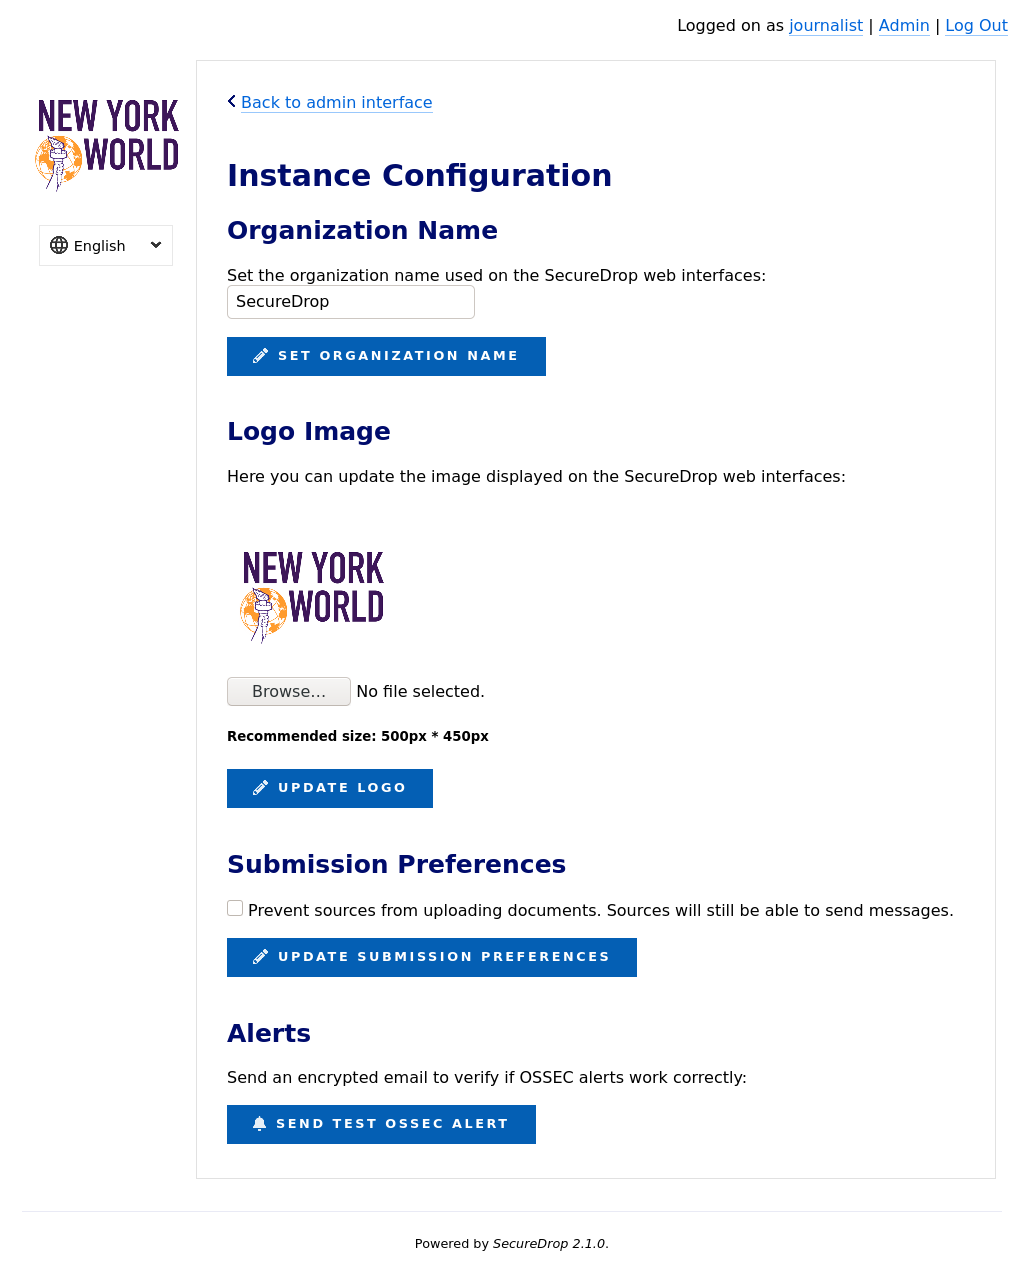 Logged on as journalist | Admin | Log Out
NEW YORK
WORLD
English
Back to admin interface
Instance Configuration
Organization Name
Set the organization name used on the SecureDrop web interfaces:
SecureDrop
SET ORGANIZATION NAME
Logo Image
Here you can update the image displayed on the SecureDrop web interfaces:
NEW YORK
WORLD
Browse... No file selected.
Recommended size: 500px * 450px
UPDATE LOGO
Submission Preferences
Prevent sources from uploading documents. Sources will still be able to send messages.
UPDATE SUBMISSION PREFERENCES
Alerts
Send an encrypted email to verify if OSSEC alerts work correctly:
SEND TEST OSSEC ALERT
Powered by SecureDrop 2.1.0.